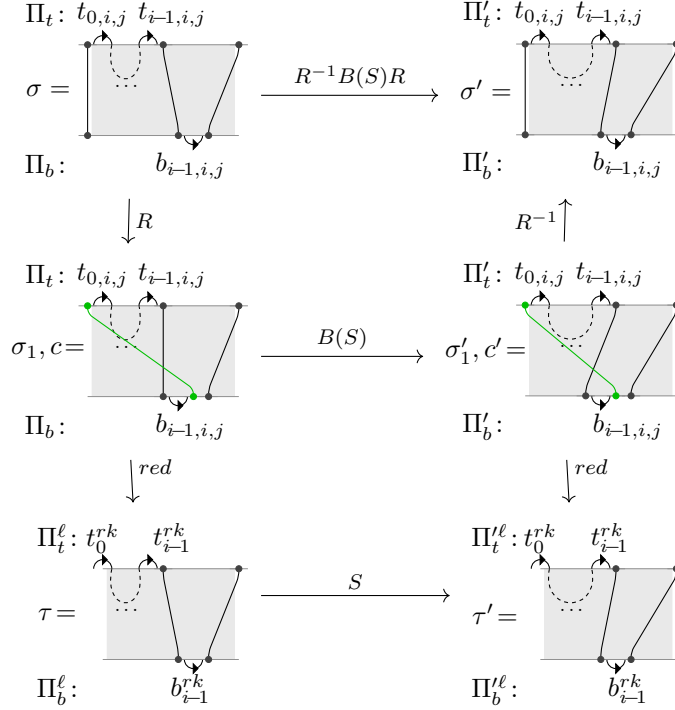 Π_t: t_{0,i,j} t_{i−1,i,j} Π′_t: t_{0,i,j} t_{i−1,i,j}
...
...
σ = R^{−1}B(S)R σ′ =
Π_b: b_{i−1,i,j} Π′_b: b_{i−1,i,j}
R R^{−1}
Π_t: t_{0,i,j} t_{i−1,i,j} Π′_t: t_{0,i,j} t_{i−1,i,j}
...
...
σ_1, c = B(S) σ′_1, c′ =
Π_b: b_{i−1,i,j} Π′_b: b_{i−1,i,j}
red red
Π^ℓ_t: t^{rk}_0 t^{rk}_{i−1} Π′^ℓ_t: t^{rk}_0 t^{rk}_{i−1}
...
...
τ = S τ′ =
Π^ℓ_b: b^{rk}_{i−1} Π′^ℓ_b: b^{rk}_{i−1}